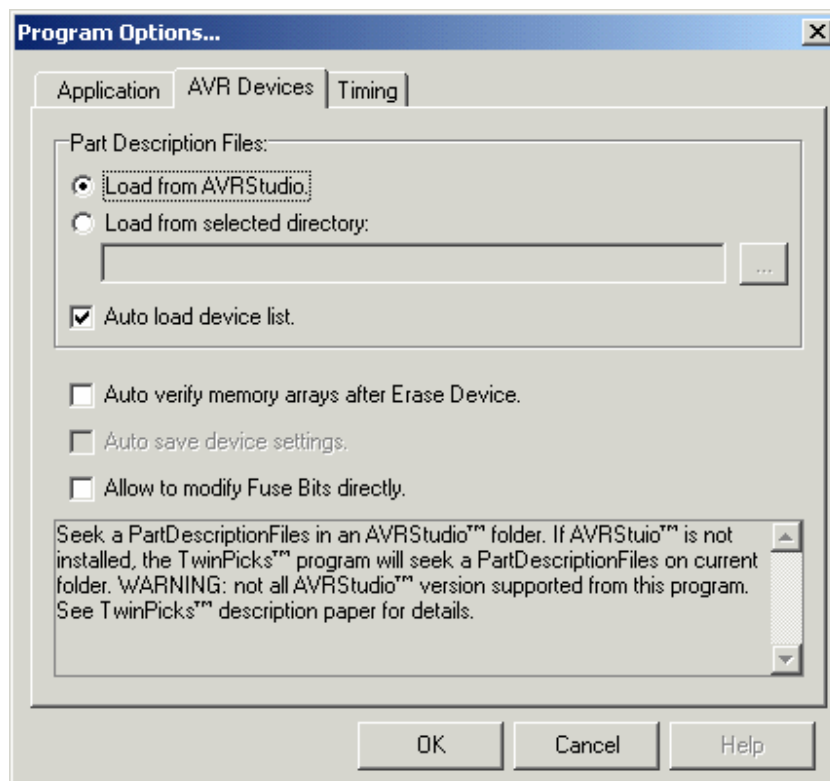 Program Options...
Application
AVR Devices
Timing
Part Description Files:
Load from AVRStudio.
Load from selected directory:
...
Auto load device list.
Auto verify memory arrays after Erase Device.
Auto save device settings.
Allow to modify Fuse Bits directly.
Seek a PartDescriptionFiles in an AVRStudio™ folder. If AVRStuio™ is not
installed, the TwinPicks™ program will seek a PartDescriptionFiles on current
folder. WARNING: not all AVRStudio™ version supported from this program.
See TwinPicks™ description paper for details.
OK
Cancel
Help